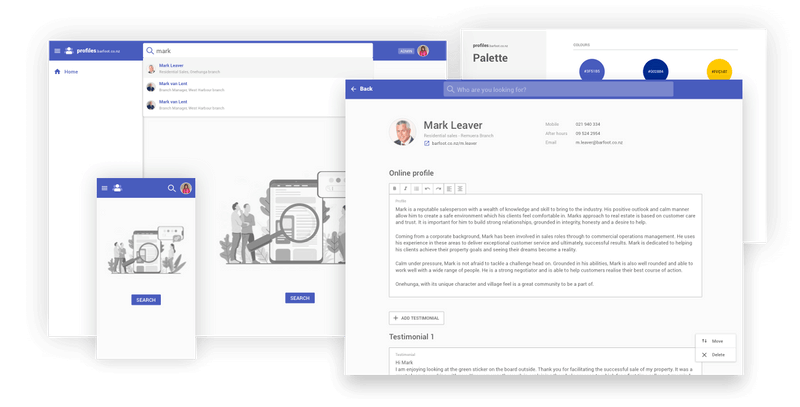 profiles.barfoot.co.nz
mark
ADMIN
Home
Mark Leaver
Residential Sales, Onehunga Branch
Mark van Lent
Branch Manager, West Harbour branch
Mark van Lent
Branch Manager, West Harbour branch
SEARCH
SEARCH
profiles.barfoot.co.nz
Palette
COLOURS
Back
Who are you looking for?
Mark Leaver
Residential sales - Remuera Branch
barfoot.co.nz/m.leaver
Mobile 021 940 334
After hours 09 524 2954
Email m.leaver@barfoot.co.nz
Online profile
B I
Profile
Mark is a reputable salesperson with a wealth of knowledge and skill to bring to the industry. His positive outlook and calm manner
allow him to create a safe environment which his clients feel comfortable in. Marks approach to real estate is based on customer care
and trust. It is important for him to build strong relationships, grounded in integrity, honesty and a desire to help.
Coming from a corporate background, Mark has been involved in sales roles through to commercial operations management. He uses
his experience in these areas to deliver exceptional customer service and ultimately, successful results. Mark is dedicated to helping
his clients achieve their property goals and seeing their dreams become a reality.
Calm under pressure, Mark is not afraid to tackle a challenge head on. Grounded in his abilities, Mark is also well rounded and able to
work well with a wide range of people. He is a strong negotiator and is able to help customers realise their best course of action.
Onehunga, with its unique character and village feel is a great community to be a part of.
ADD TESTIMONIAL
Testimonial 1
Move
Delete
Testimonial
Hi Mark
I am enjoying looking at the green sticker on the board outside. Thank you for facilitating the successful sale of my property. It was a